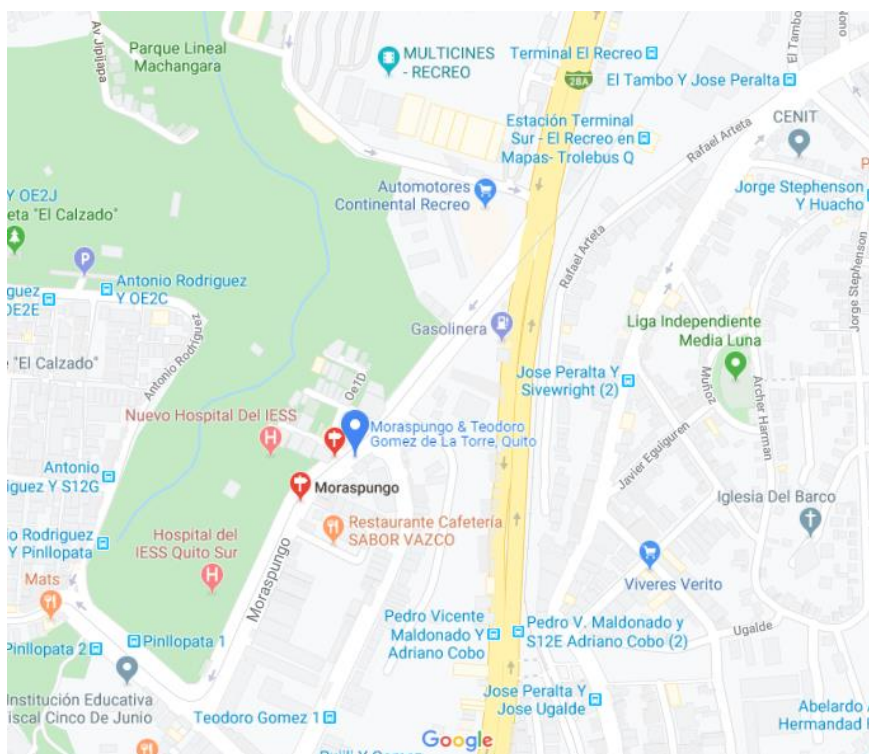 Av Jipijapa
Parque Lineal
Machangara
MULTICINES
- RECREO
Terminal El Recreo
28A
El Tambo
Nono
El Tambo Y Jose Peralta
Estación Terminal
Sur - El Recreo en
Mapas- Trolebus Q
CENIT
Rafael Arteta
Jorge Stephenson
Y Huacho
Automotores
Continental Recreo
Y OE2J
eta "El Calzado"
P
Antonio Rodriguez
Y OE2C
guez
OE2E
Rafael Arteta
Jorge Stephenson
Gasolinera
Liga Independiente
Media Luna
e "El Calzado"
Antonio Rodríguez
Oe1D
Jose Peralta Y
Sivewright (2)
Muñoz
Archer Harman
Nuevo Hospital Del IESS
H
Moraspungo & Teodoro
Gomez de La Torre, Quito
Javier Eguiguren
Antonio
iguez Y S12G
Moraspungo
Iglesia Del Barco
Restaurante Cafetería
SABOR VAZCO
io Rodriguez
Y Pinllopata
Hospital del
IESS Quito Sur
H
Moraspungo
Viveres Verito
Mats
Pedro Vicente
Maldonado Y
Adriano Cobo
Pedro V. Maldonado y
S12E Adriano Cobo (2)
Ugalde
Pinllopata 2
Pinllopata 1
Institución Educativa
iscal Cinco De Junio
Teodoro Gomez 1
Jose Peralta Y
Jose Ugalde
Abelardo
Hermandad
Google